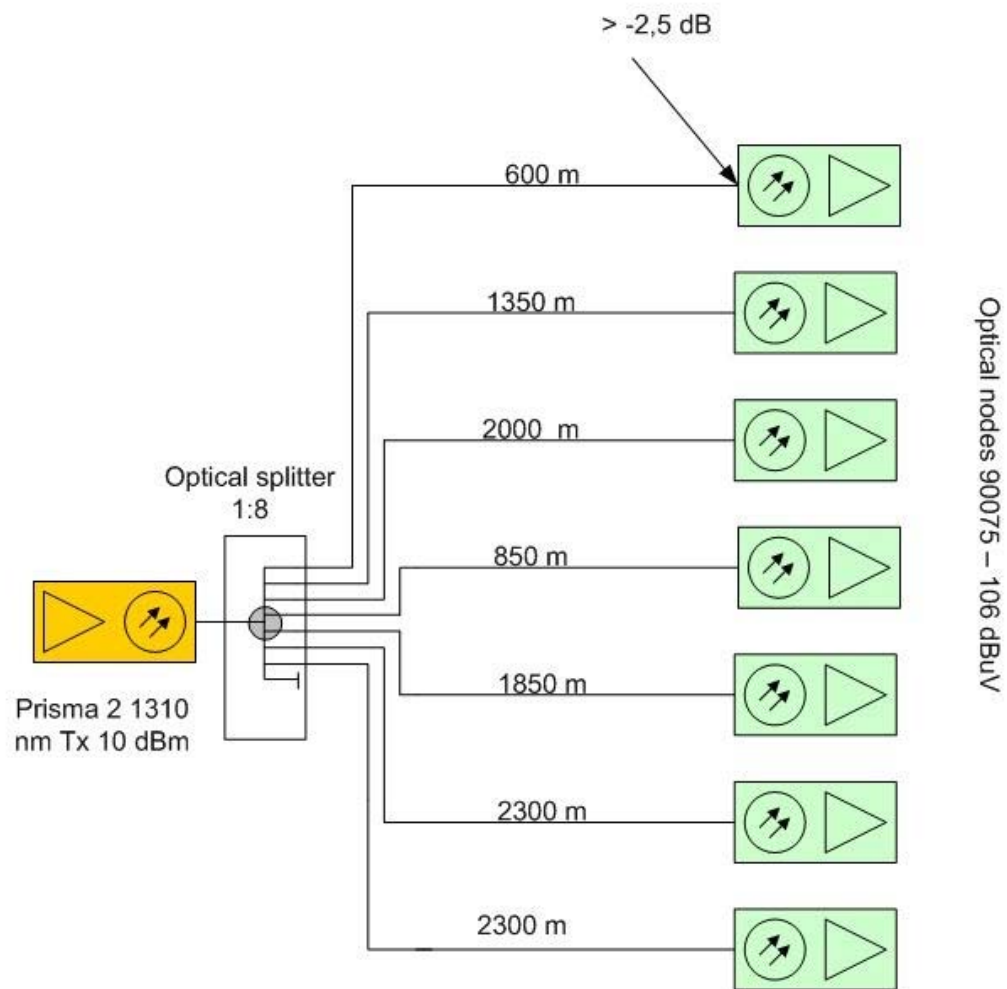 > -2,5 dB
600 m
1350 m
2000 m
Optical splitter
1:8
850 m
Prisma 2 1310
nm Tx 10 dBm
1850 m
2300 m
2300 m
Optical nodes 90075 – 106 dBuV